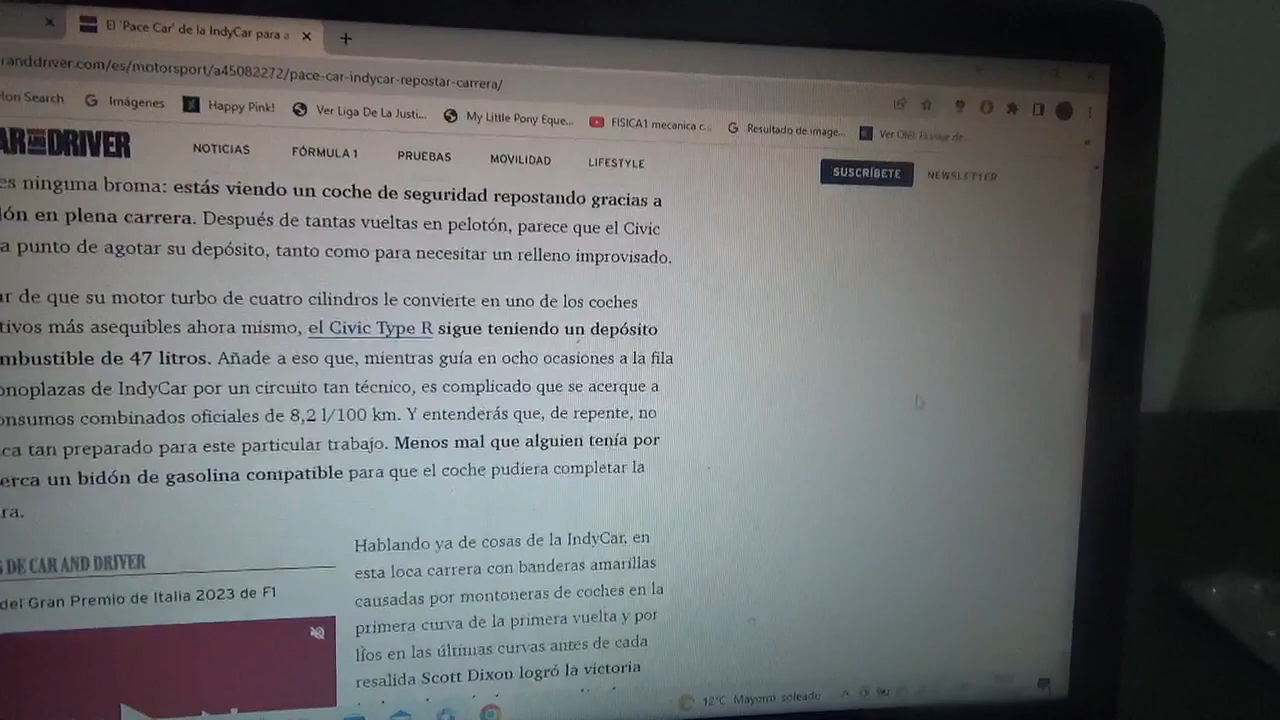 El 'Pace Car' de la IndyCar para a
anddriver.com/es/motorsport/a45082272/pace-car-indycar-repostar-carrera/
Search Imágenes Happy Pink! Ver Liga De La Justi... My Little Pony Eque... FISICA1 mecanica c... Resultado de image... Ver
AR AND DRIVER NOTICIAS FÓRMULA 1 PRUEBAS MOVILIDAD LIFESTYLE SUSCRÍBETE NEWSLETTER
es ninguna broma: estás viendo un coche de seguridad repostando gracias a
ón en plena carrera. Después de tantas vueltas en pelotón, parece que el Civic
a punto de agotar su depósito, tanto como para necesitar un relleno improvisado.
ar de que su motor turbo de cuatro cilindros le convierte en uno de los coches
tivos más asequibles ahora mismo, el Civic Type R sigue teniendo un depósito
mbustible de 47 litros. Añade a eso que, mientras guía en ocho ocasiones a la fila
onoplazas de IndyCar por un circuito tan técnico, es complicado que se acerque a
onsumos combinados oficiales de 8,2 l/100 km. Y entenderás que, de repente, no
ca tan preparado para este particular trabajo. Menos mal que alguien tenía por
erca un bidón de gasolina compatible para que el coche pudiera completar la
ra.
DE CAR AND DRIVER
del Gran Premio de Italia 2023 de F1
Hablando ya de cosas de la IndyCar, en
esta loca carrera con banderas amarillas
causadas por montoneras de coches en la
primera curva de la primera vuelta y por
líos en las últimas curvas antes de cada
resalida Scott Dixon logró la victoria
12°C Mayorm. soleado